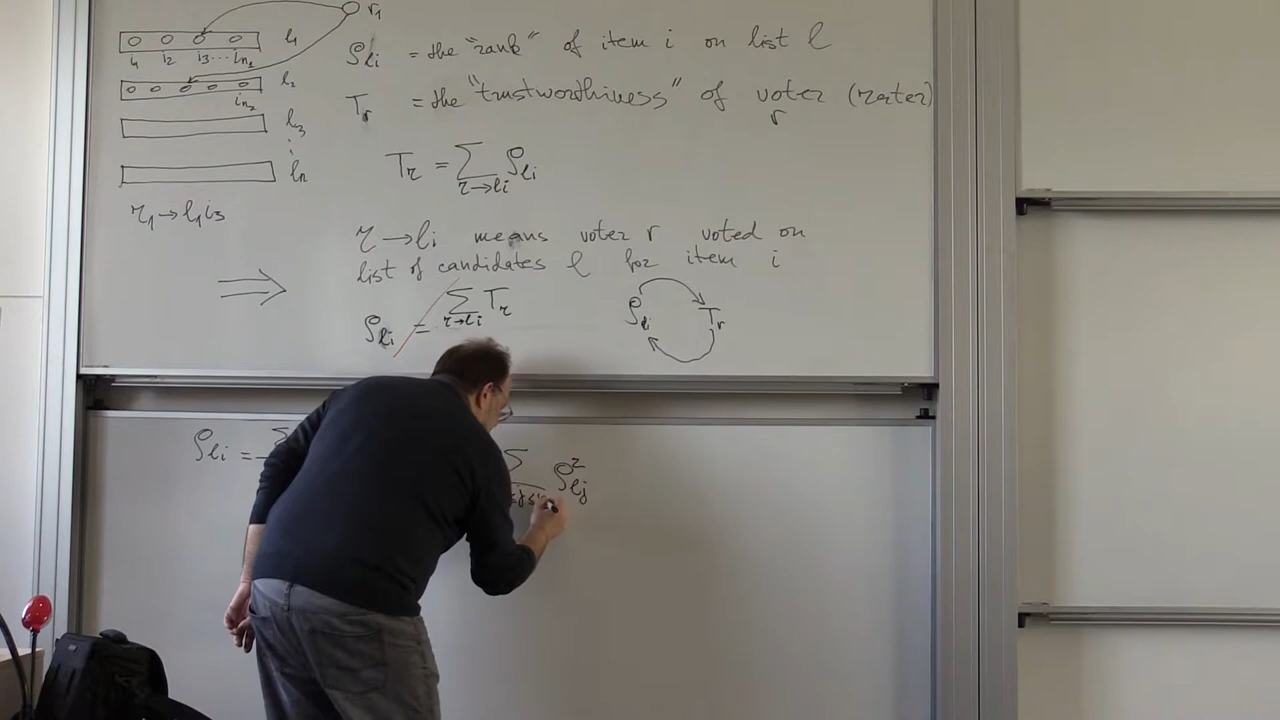 r₁
l₁
i₁ i₂ i₃ ... iₙ₁
l₂
iₙ₂
l₃
⋮
lₙ
r₁→l₁i₃
⇒
ρₗᵢ = the "rank" of item i on list l
Tᵣ = the "trustworthiness" of voter (rater)
r
Tᵣ = ∑ ρₗᵢ
r→li
r→li means voter r voted on
list of candidates l for item i
ρₗᵢ = ∑ Tᵣ
r→li
ρₗᵢ Tᵣ
ρₗᵢ =
∑ ρ²ₗⱼ